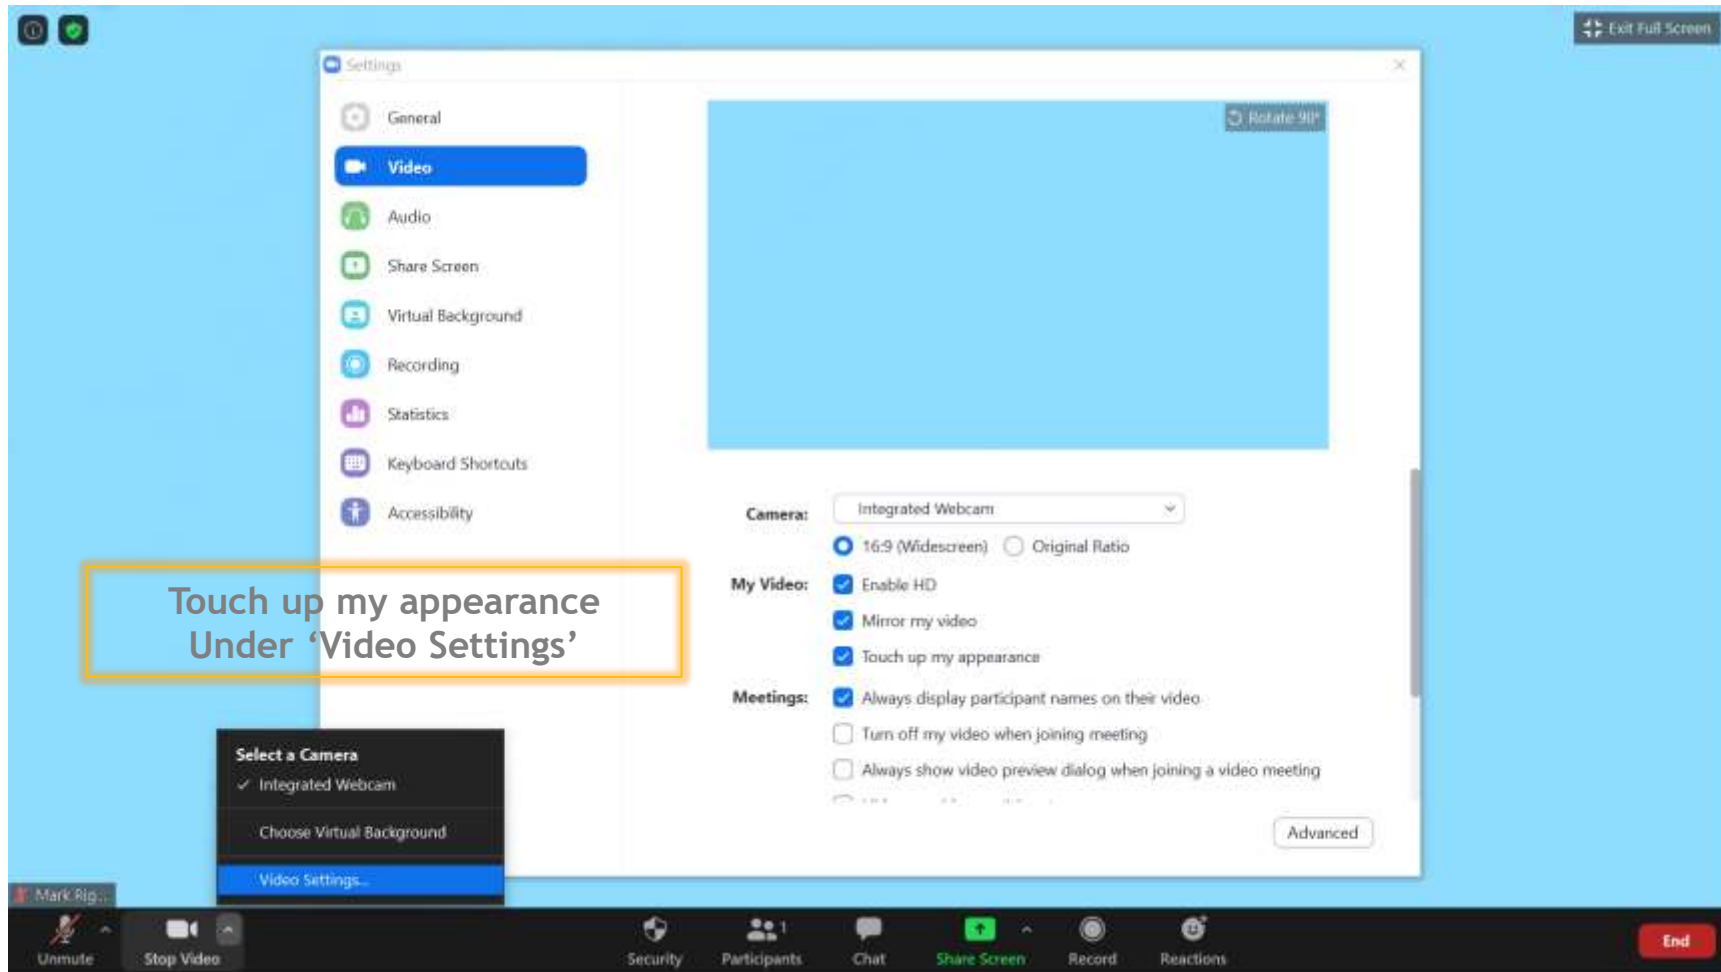 Exit Full Screen
Settings
General
Rotate 90°
Video
Audio
Share Screen
Virtual Background
Recording
Statistics
Keyboard Shortcuts
Accessibility
Camera:
Integrated Webcam
16:9 (Widescreen)
Original Ratio
My Video:
Enable HD
Mirror my video
Touch up my appearance
Touch up my appearance
Under ‘Video Settings’
Meetings:
Always display participant names on their video
Turn off my video when joining meeting
Always show video preview dialog when joining a video meeting
Advanced
Select a Camera
Integrated Webcam
Choose Virtual Background
Video Settings...
Mark Rig...
Unmute
Stop Video
Security
1
Participants
Chat
Share Screen
Record
Reactions
End